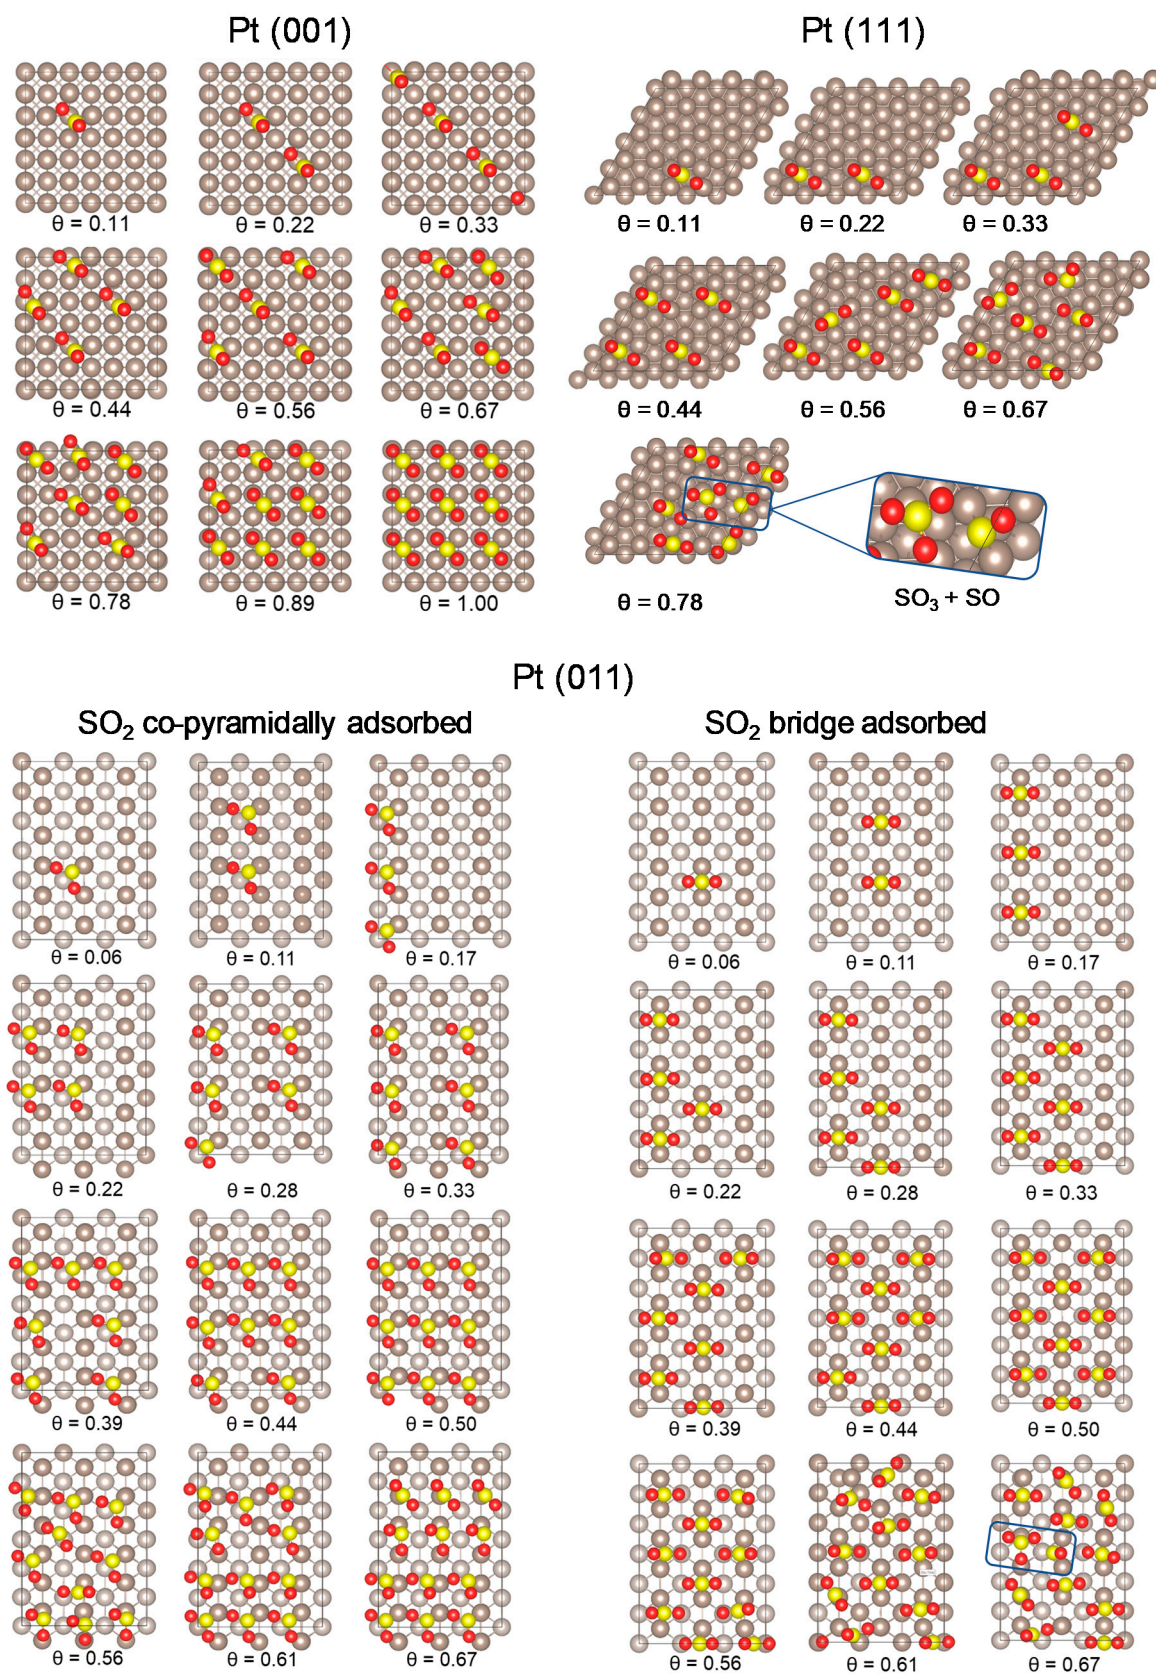 Pt (001)
Pt (111)
θ = 0.11
θ = 0.22
θ = 0.33
θ = 0.11
θ = 0.22
θ = 0.33
θ = 0.44
θ = 0.56
θ = 0.67
θ = 0.44
θ = 0.56
θ = 0.67
θ = 0.78
θ = 0.89
θ = 1.00
θ = 0.78
SO₃ + SO
Pt (011)
SO₂ co-pyramidally adsorbed
SO₂ bridge adsorbed
θ = 0.06
θ = 0.11
θ = 0.17
θ = 0.06
θ = 0.11
θ = 0.17
θ = 0.22
θ = 0.28
θ = 0.33
θ = 0.22
θ = 0.28
θ = 0.33
θ = 0.39
θ = 0.44
θ = 0.50
θ = 0.39
θ = 0.44
θ = 0.50
θ = 0.56
θ = 0.61
θ = 0.67
θ = 0.56
θ = 0.61
θ = 0.67